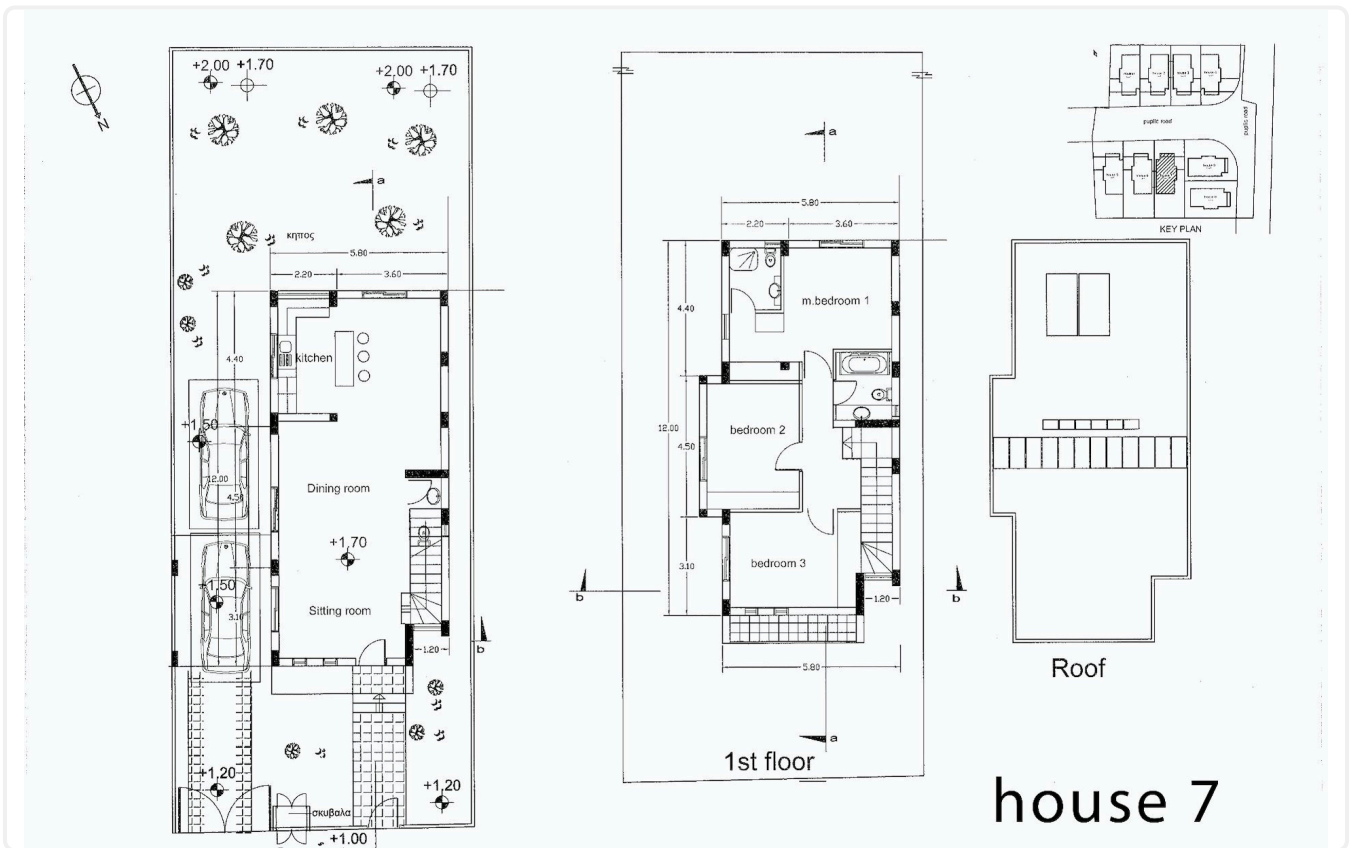 +2.00 +1.70
+2.00 +1.70
N
a
κηπος
5.80
2.20
3.60
kitchen
4.40
+1,50
12.00
4.50
Dining room
+1,70
+1,50
3.10
Sitting room
b
1.20
+1,20
σκυβαλα
+1,20
+1.00
a
5.80
2.20
3.60
m.bedroom 1
4.40
bedroom 2
12.00
4.50
bedroom 3
3.10
b
b
1.20
5.80
a
1st floor
public road
KEY PLAN
Roof
house 7